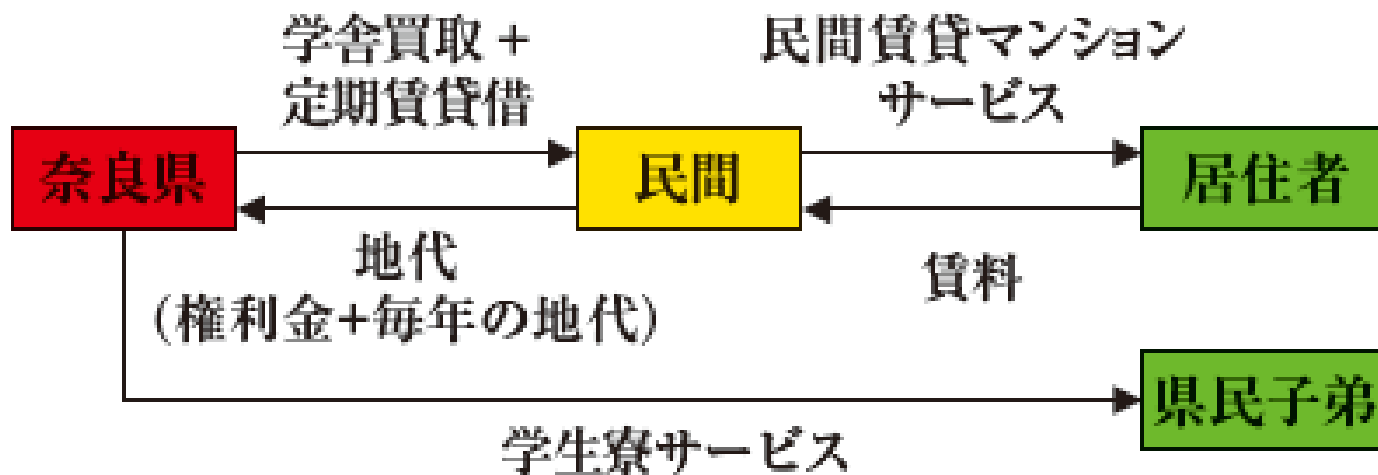 学舎買取+
定期賃貸借
民間賃貸マンション
サービス
奈良県
民間
居住者
地代
(権利金+毎年の地代)
賃料
県民子弟
学生寮サービス